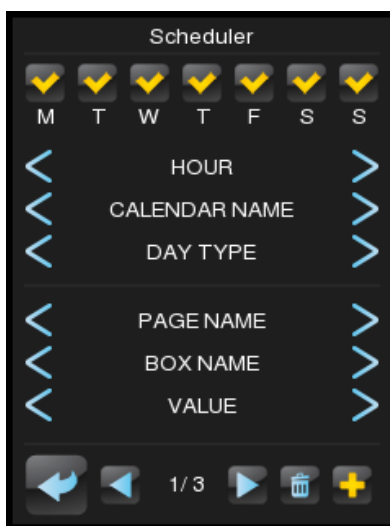 Scheduler
M T W T F S S
HOUR
CALENDAR NAME
DAY TYPE
PAGE NAME
BOX NAME
VALUE
1/3